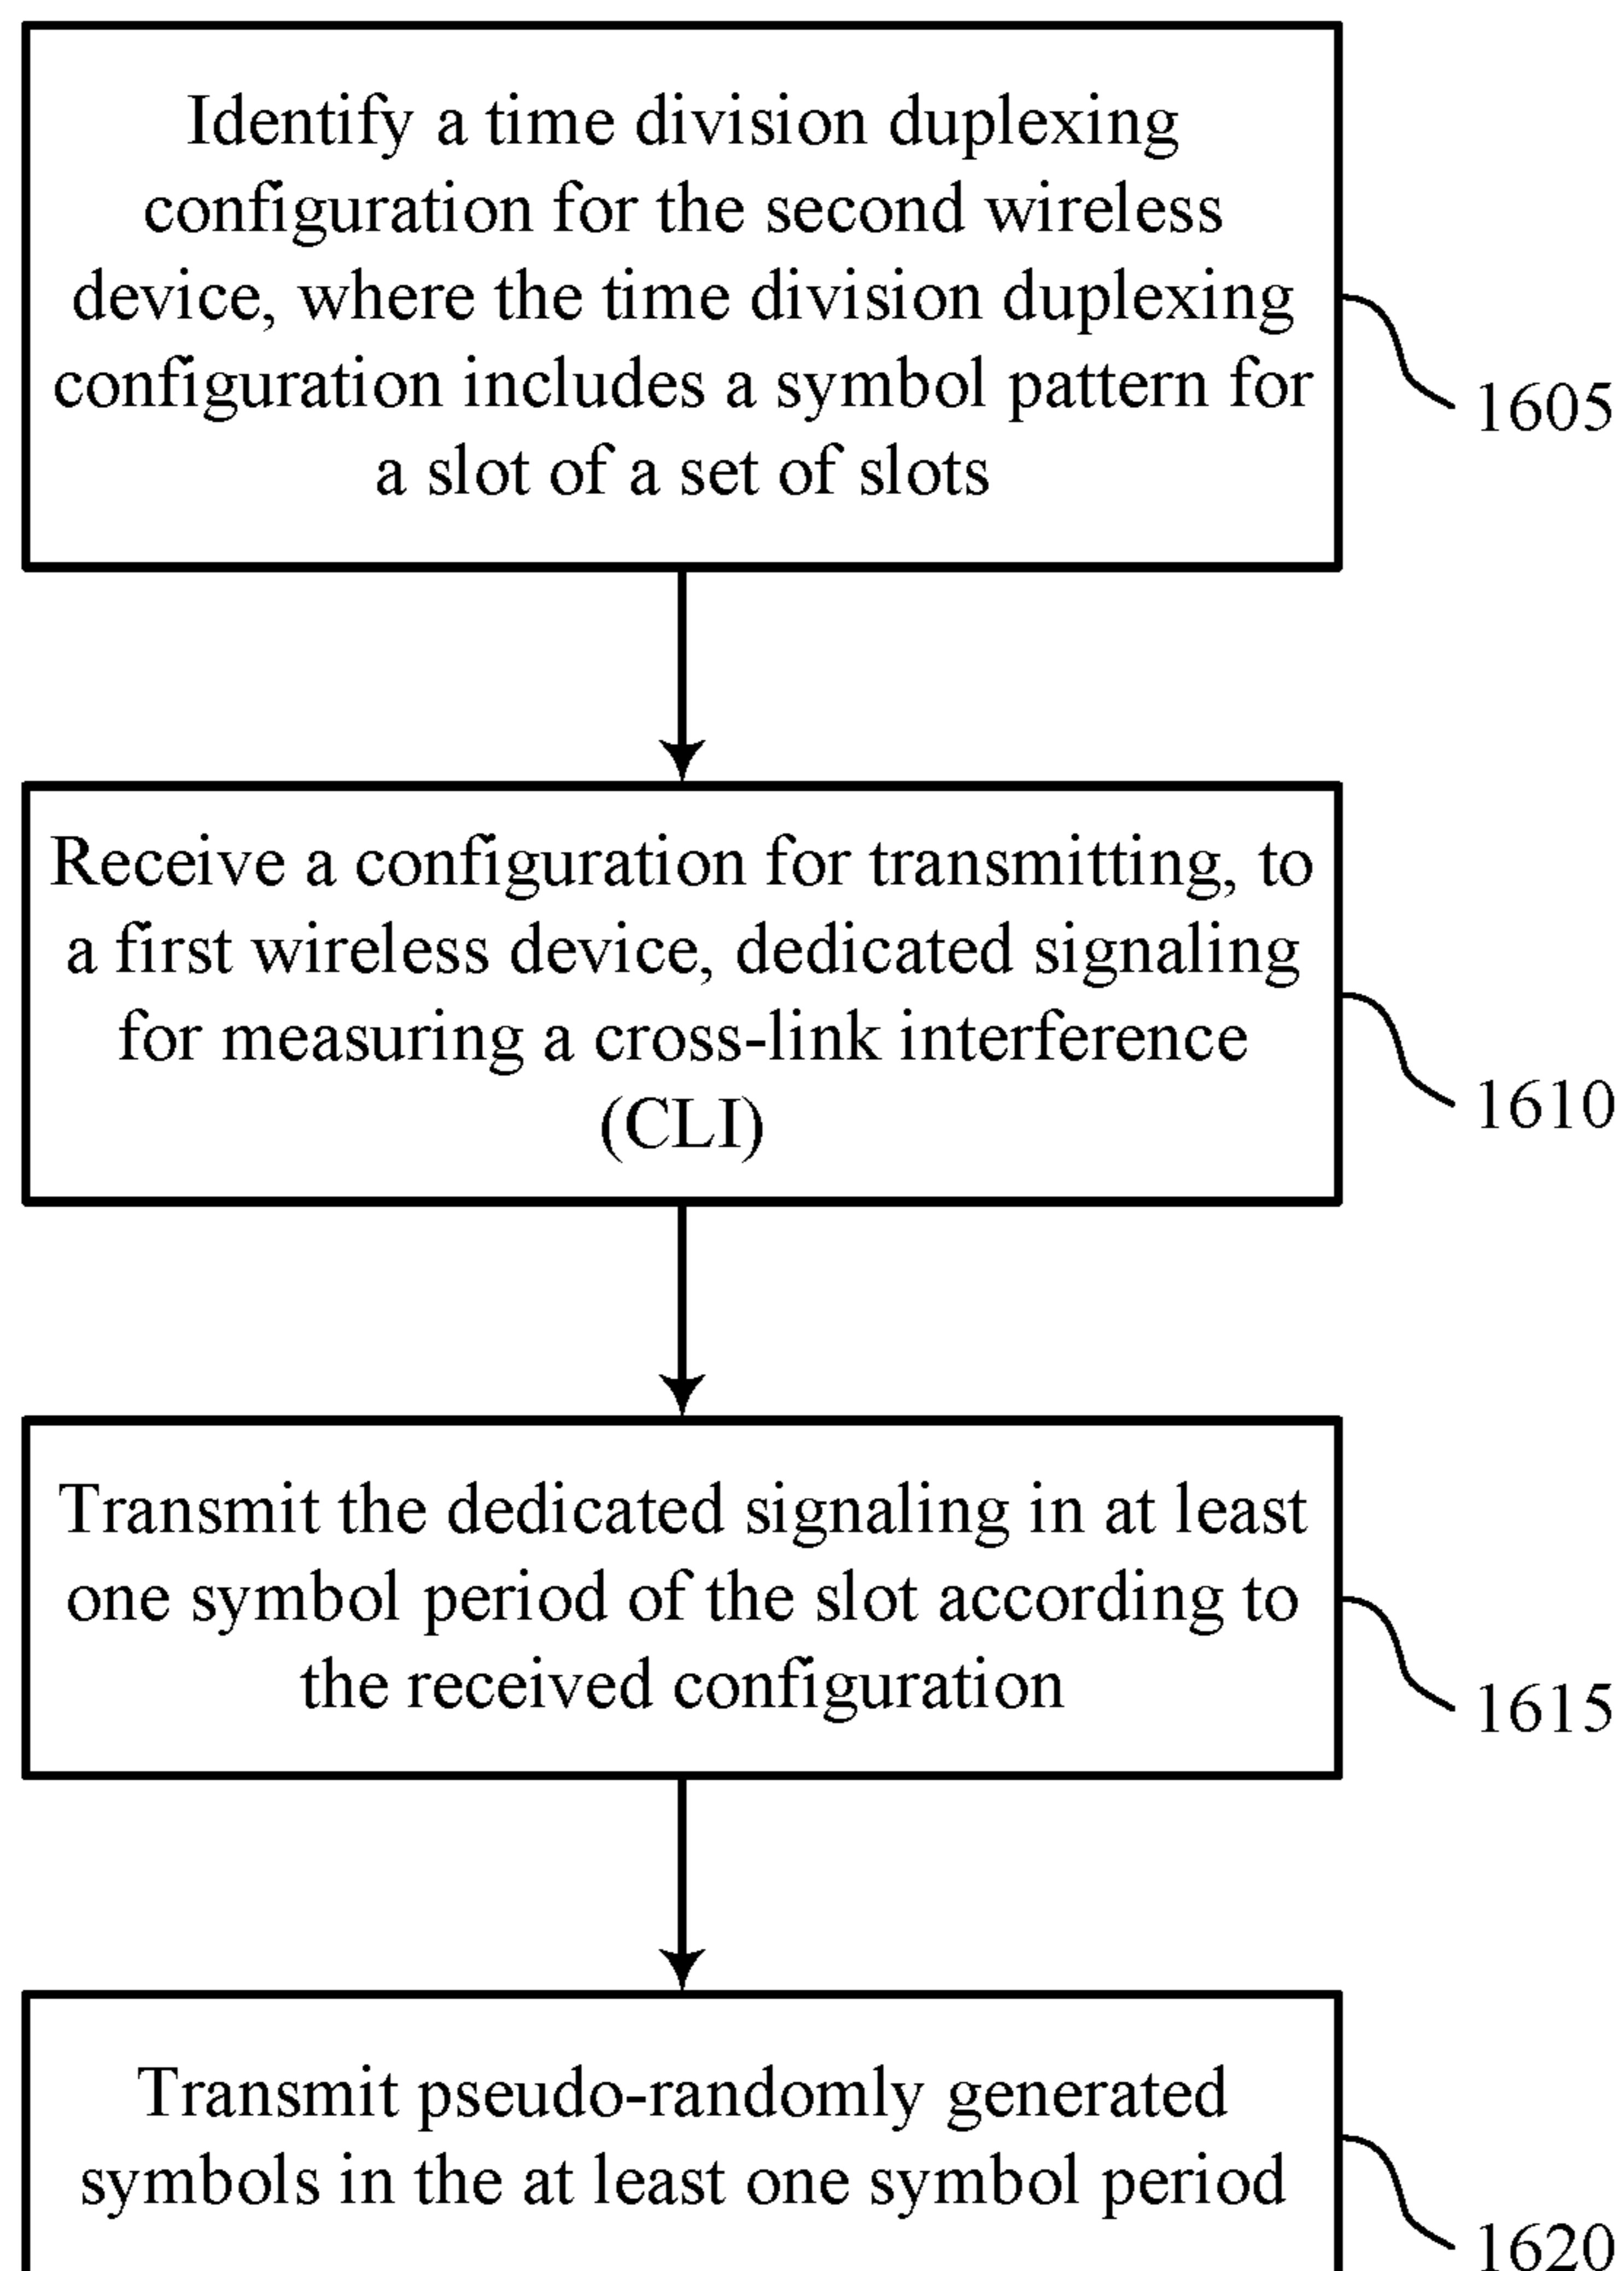 Identify a time division duplexing
configuration for the second wireless
device, where the time division duplexing
configuration includes a symbol pattern for
a slot of a set of slots
1605
Receive a configuration for transmitting, to
a first wireless device, dedicated signaling
for measuring a cross-link interference
(CLI)
1610
Transmit the dedicated signaling in at least
one symbol period of the slot according to
the received configuration
1615
Transmit pseudo-randomly generated
symbols in the at least one symbol period
1620